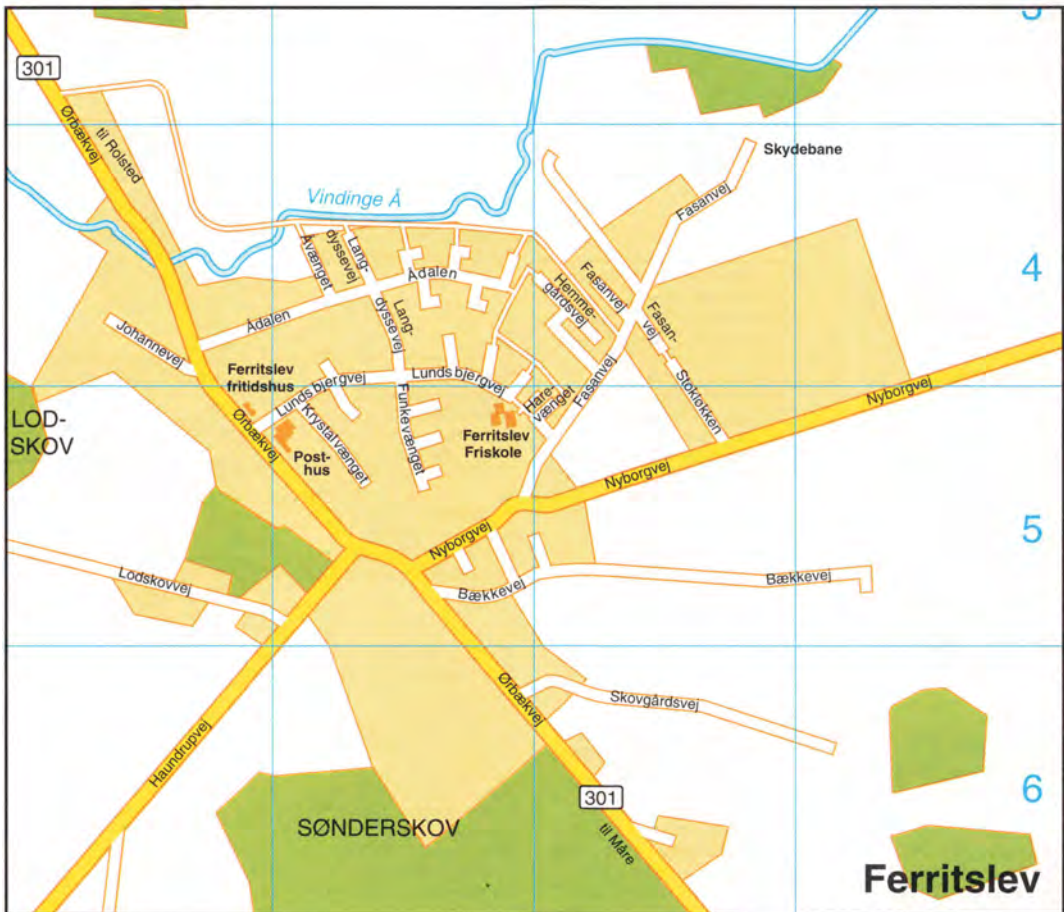 3
301
Ørbækvej
til Rolsted
Skydebane
Vindinge Å
Fasanvej
Lang-
dyssevej
Åvænget
Ådalen
4
Hemme-
gårdsvej
Fasanvej
Fasan-
vej
Lang-
dyssevej
Ådalen
Johannevej
Fasanvej
Stokløkken
Ferritslev
fritidshus
Lundsbjergvej
Lundsbjergvej
Hare-
vænget
Nyborgvej
LOD-
SKOV
Ørbækvej
Krystalvænget
Funkevænget
Ferritslev
Friskole
Post-
hus
Nyborgvej
5
Nyborgvej
Lodskovvej
Bækkevej
Bækkevej
Ørbækvej
Skovgårdsvej
Haundrupvej
6
301
SØNDERSKOV
til Måre
Ferritslev